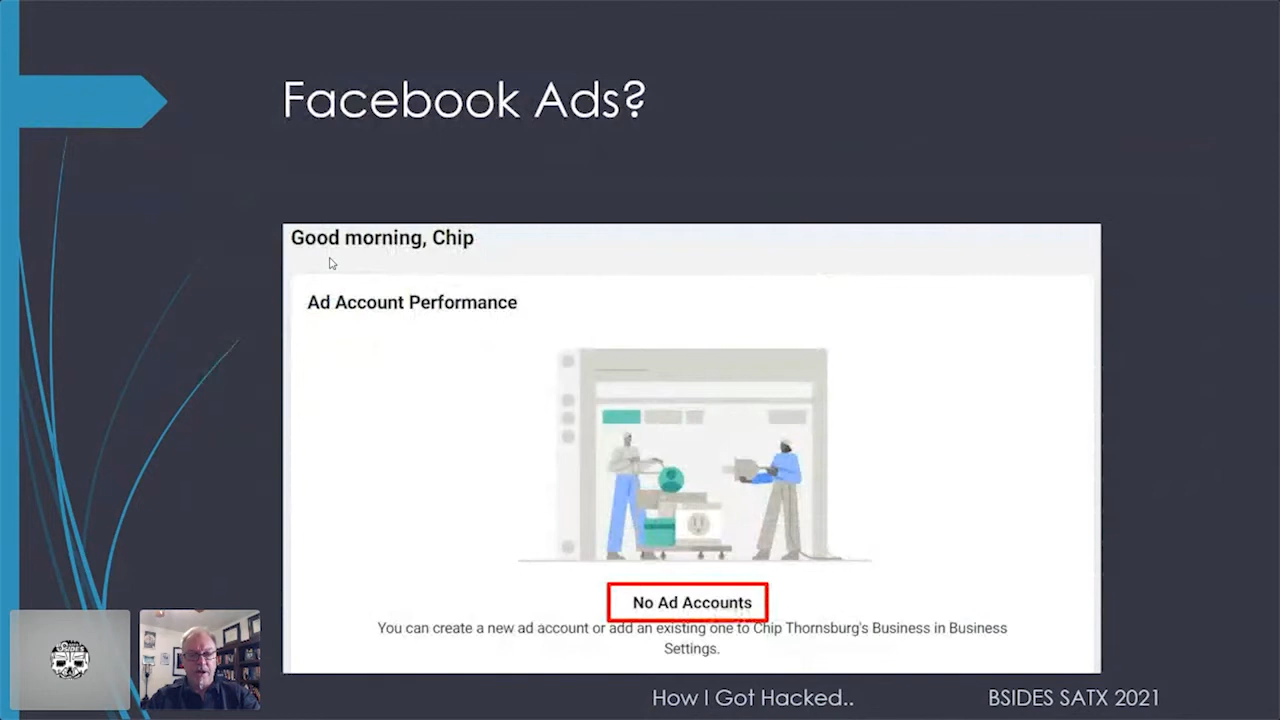 Facebook Ads?
Good morning, Chip
Ad Account Performance
No Ad Accounts
You can create a new ad account or add an existing one to Chip Thornsburg's Business in Business
Settings.
BSIDES
How I Got Hacked..
BSIDES SATX 2021